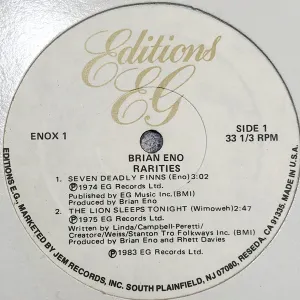 Editions
EG
ENOX 1
SIDE 1
33 1/3 RPM
BRIAN ENO
RARITIES
1. SEVEN DEADLY FINNS (Eno) 3:02
Ⓟ1974 EG Records Ltd.
Published by EG Music Inc.(BMI)
Produced by Brian Eno
2. THE LION SLEEPS TONIGHT (Wimoweh) 2:47
Ⓟ1975 EG Records Ltd.
Written by Linda/Campbell-Peretti/
Creatore/Weiss/Stanton Tro Folkways Inc.(BMI)
Produced by Brian Eno and Rhett Davies
Ⓟ1983 EG Records Ltd.
EDITIONS E.G., MARKETED BY JEM RECORDS, INC. SOUTH PLAINFIELD, NJ 07080, RESEDA, CA 91335. MADE IN U.S.A.